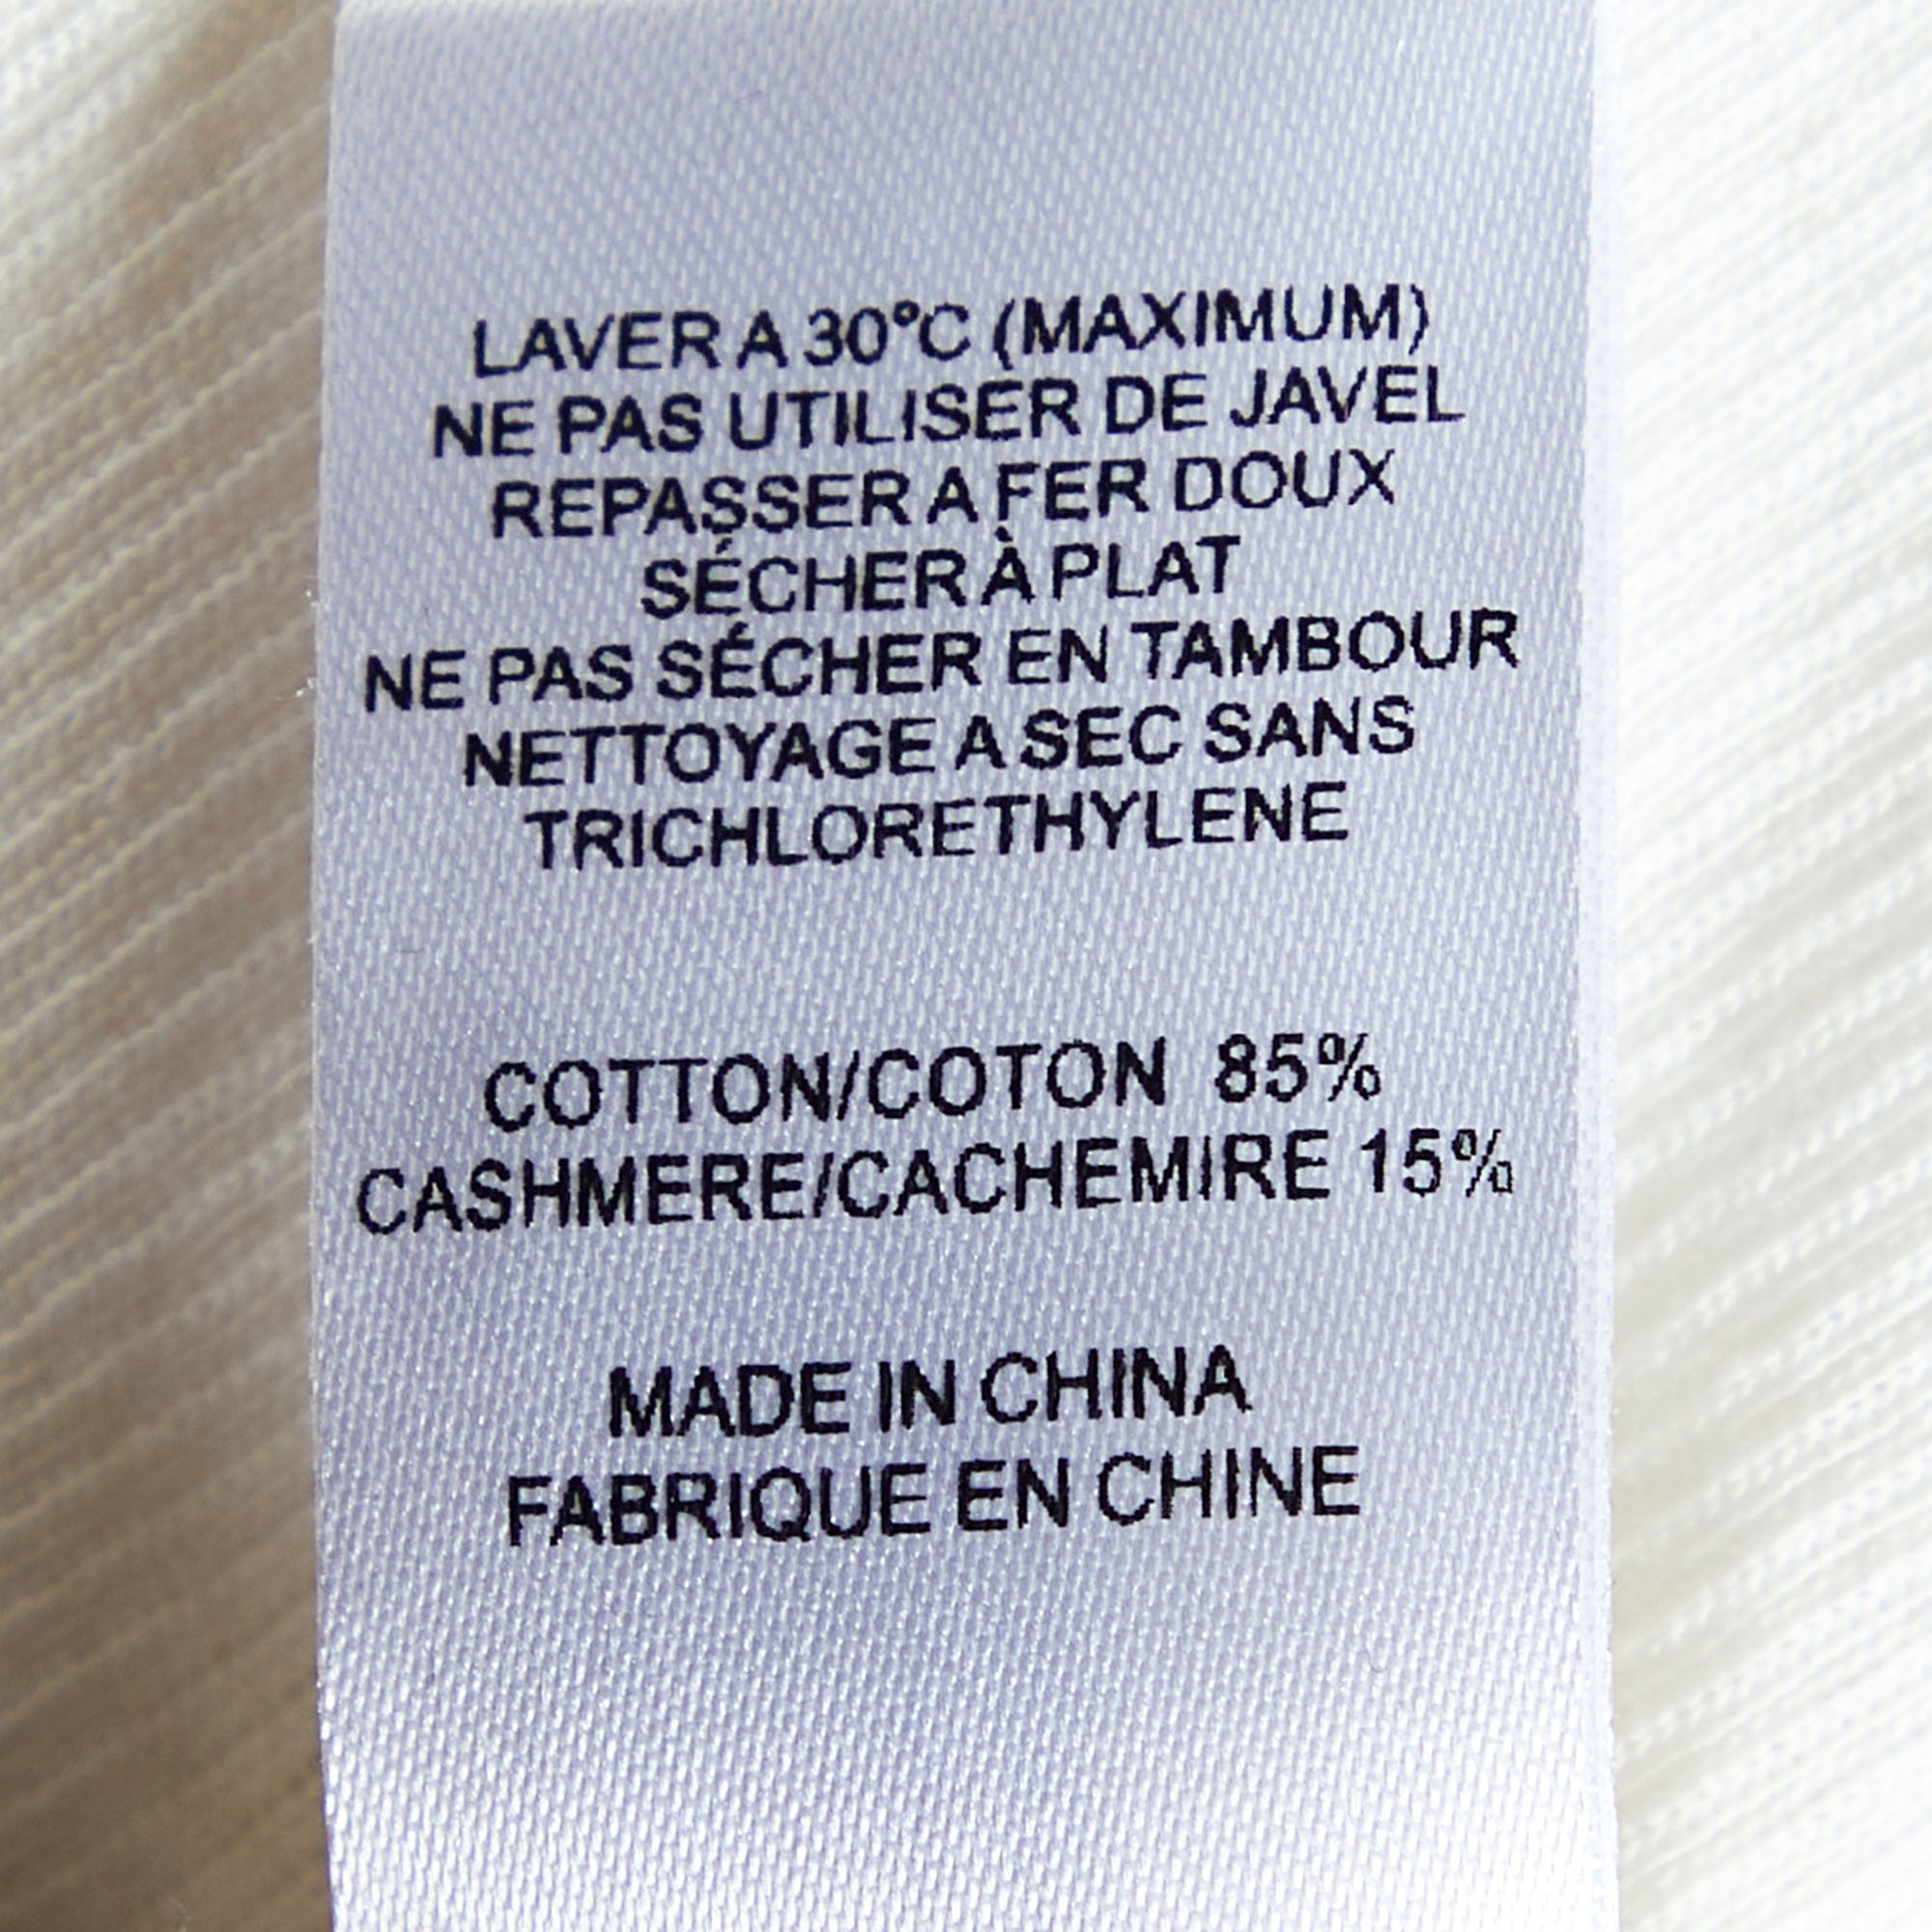 LAVER A 30°C (MAXIMUM)
NE PAS UTILISER DE JAVEL
REPASSER A FER DOUX
SÉCHER À PLAT
NE PAS SÉCHER EN TAMBOUR
NETTOYAGE A SEC SANS
TRICHLORETHYLENE
COTTON/COTON 85%
CASHMERE/CACHEMIRE 15%
MADE IN CHINA
FABRIQUE EN CHINE